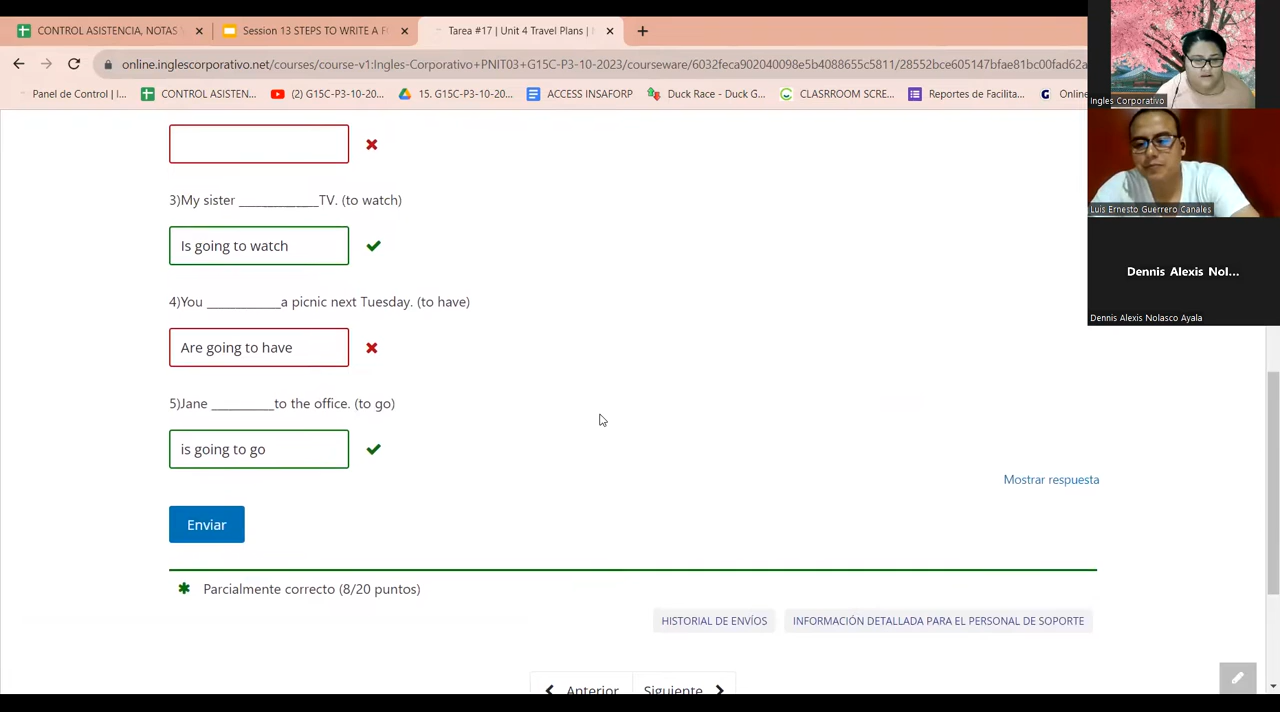 CONTROL ASISTENCIA, NOTAS
Session 13 STEPS TO WRITE A F
Tarea #17 | Unit 4 Travel Plans |
online.inglescorporativo.net/courses/course-v1:Ingles-Corporativo+PNIT03+G15C-P3-10-2023/courseware/6032feca902040098e5b4088655c5811/28552bce605147bfae81bc00fad62a
Panel de Control | I...
CONTROL ASISTEN...
(2) G15C-P3-10-20...
15. G15C-P3-10-20...
ACCESS INSAFORP
Duck Race - Duck G...
CLASRROOM SCRE...
Reportes de Facilita...
Online
Ingles Corporativo
Luis Ernesto Guerrero Canales
Dennis Alexis Nol...
Dennis Alexis Nolasco Ayala
3)My sister _____________TV. (to watch)
Is going to watch
4)You ____________a picnic next Tuesday. (to have)
Are going to have
5)Jane __________to the office. (to go)
is going to go
Mostrar respuesta
Enviar
Parcialmente correcto (8/20 puntos)
HISTORIAL DE ENVÍOS
INFORMACIÓN DETALLADA PARA EL PERSONAL DE SOPORTE
Anterior
Siguiente